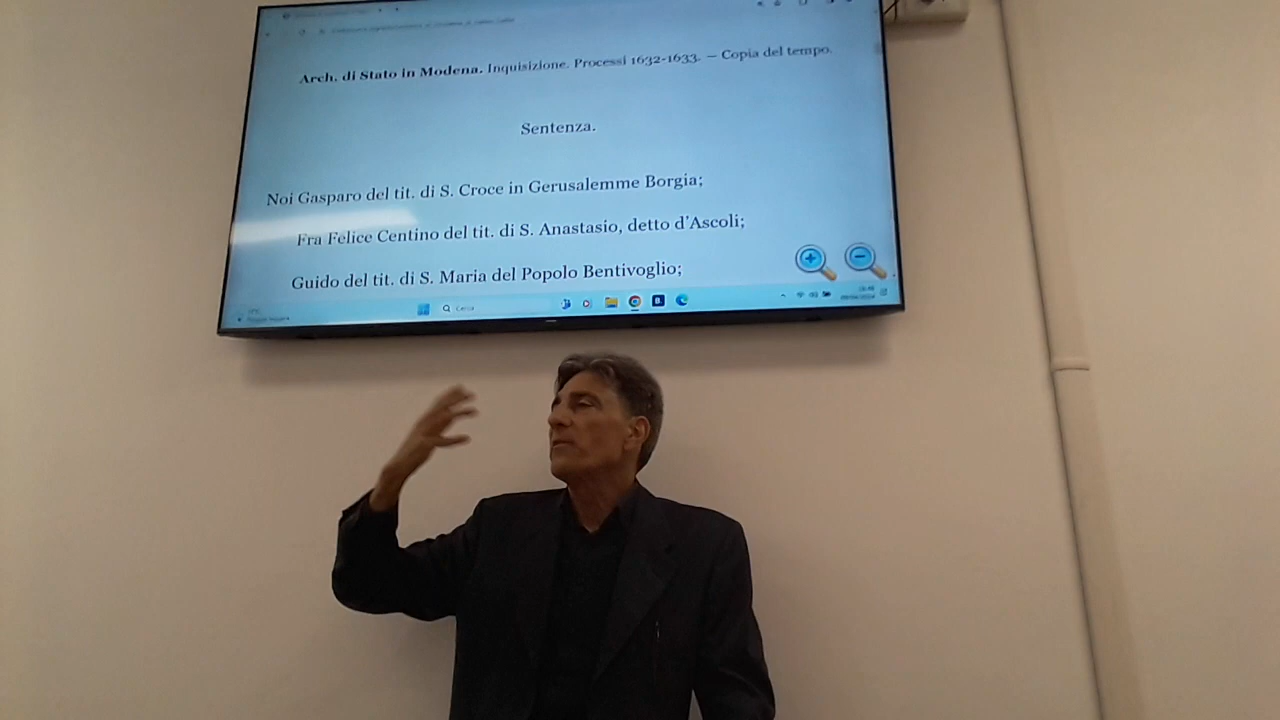 Arch. di Stato in Modena. Inquisizione. Processi 1632-1633. — Copia del tempo.
Sentenza.
Noi Gasparo del tit. di S. Croce in Gerusalemme Borgia;
Fra Felice Centino del tit. di S. Anastasio, detto d'Ascoli;
Guido del tit. di S. Maria del Popolo Bentivoglio;
Cerca